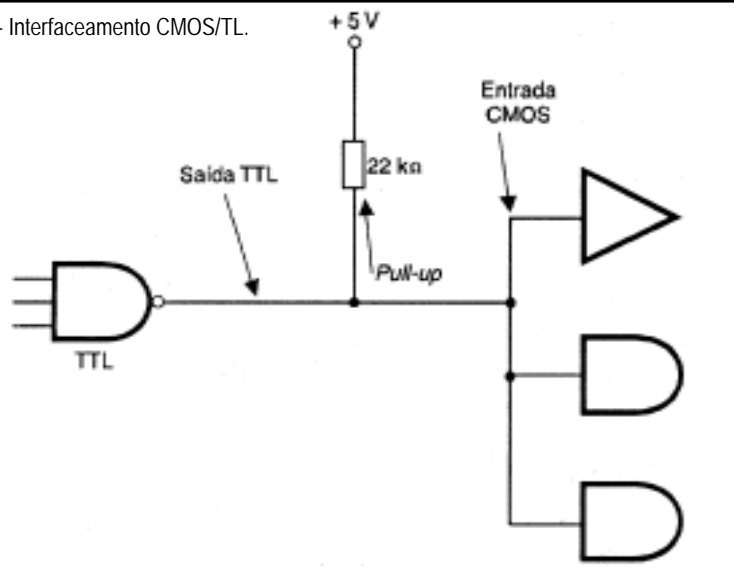 - Interfaceamento CMOS/TL.
+ 5 V
Entrada
CMOS
Saída TTL
22 kΩ
Pull-up
TTL